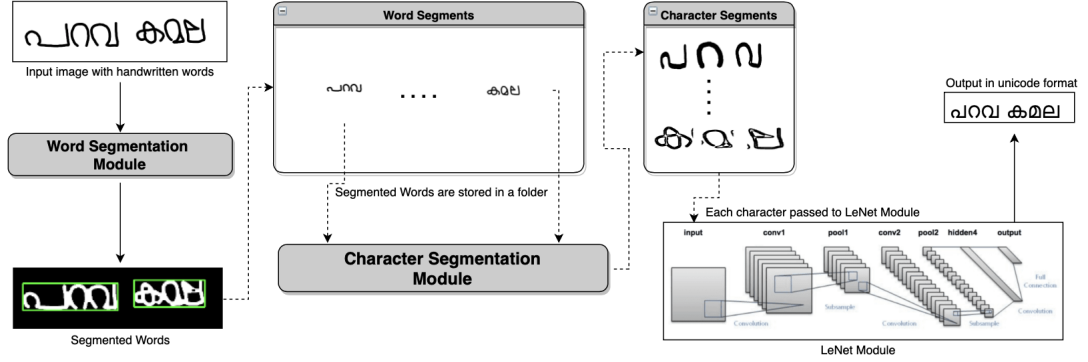 പറവ കമല
Input image with handwritten words
Word Segmentation
Module
പറവ കമല
Segmented Words
Word Segments
പറവ .... കമല
Segmented Words are stored in a folder
Character Segmentation
Module
Character Segments
പ റ വ
ക മ ല
Each character passed to LeNet Module
input conv1 pool1 conv2 pool2 hidden4 output
Convolution Subsample Convolution Subsample Convolution
Full
Connection
LeNet Module
Output in unicode format
പറവ കമല